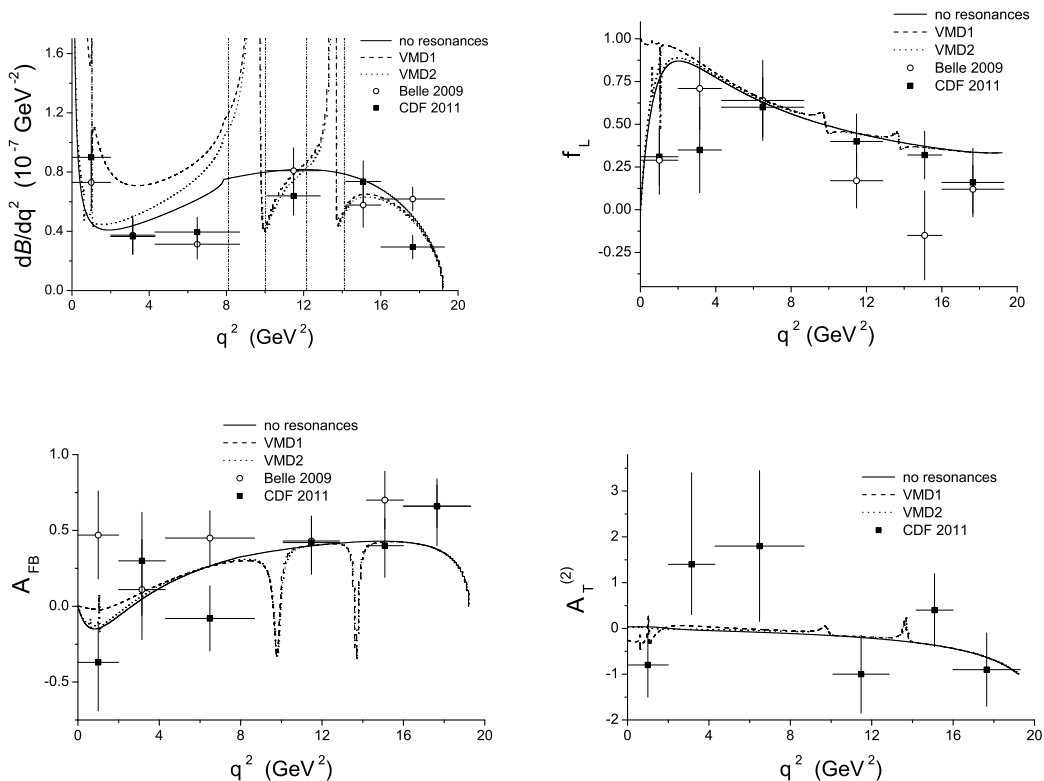 no resonances
VMD1
VMD2
Belle 2009
CDF 2011
1.6
1.2
0.8
0.4
0.0
0 4 8 12 16 20
dB/dq² (10⁻⁷ GeV⁻²)
q² (GeV²)
no resonances
VMD1
VMD2
Belle 2009
CDF 2011
1.00
0.75
0.50
0.25
0.00
-0.25
0 4 8 12 16 20
f_L
q² (GeV²)
no resonances
VMD1
VMD2
Belle 2009
CDF 2011
1.0
0.5
0.0
-0.5
0 4 8 12 16 20
A_FB
q² (GeV²)
no resonances
VMD1
VMD2
CDF 2011
3
2
1
0
-1
-2
0 4 8 12 16 20
A_T^(2)
q² (GeV²)